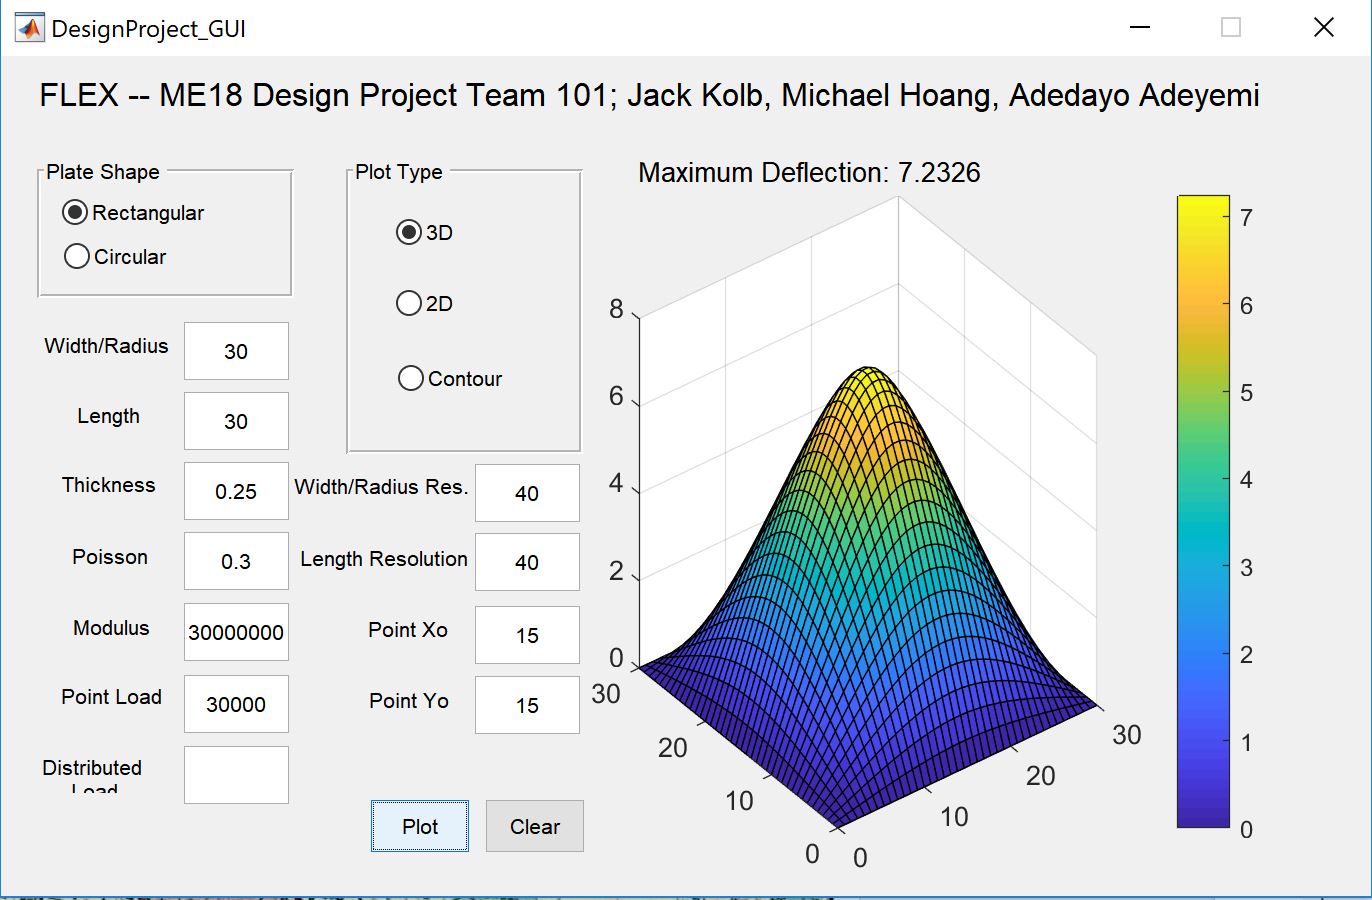 DesignProject_GUI
FLEX -- ME18 Design Project Team 101; Jack Kolb, Michael Hoang, Adedayo Adeyemi
Plate Shape
Rectangular
Circular
Plot Type
3D
2D
Contour
Width/Radius 30
Length 30
Thickness 0.25
Poisson 0.3
Modulus 30000000
Point Load 30000
Distributed
Load
Width/Radius Res. 40
Length Resolution 40
Point Xo 15
Point Yo 15
Plot
Clear
Maximum Deflection: 7.2326
8
6
4
2
0
30
20
10
0
0
10
20
30
7
6
5
4
3
2
1
0